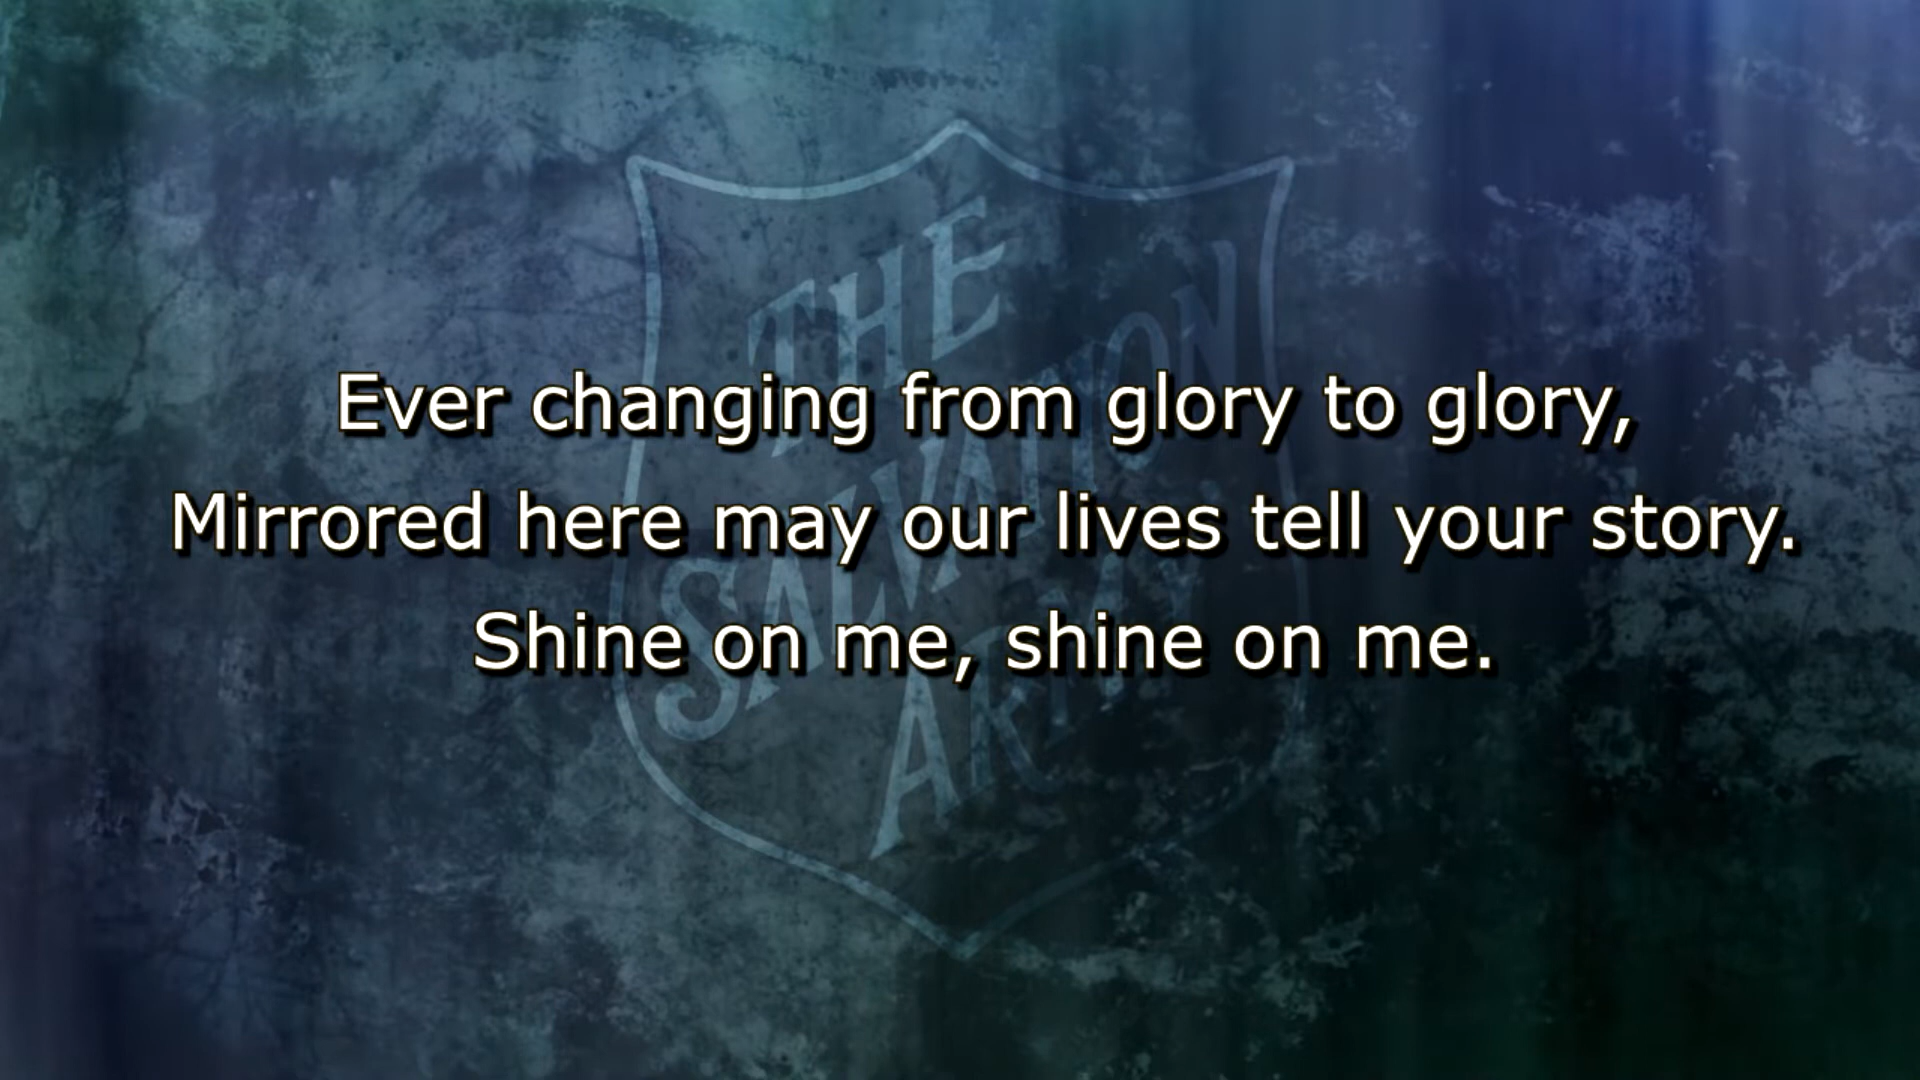 THE
SALVATION
ARMY
Ever changing from glory to glory,
Mirrored here may our lives tell your story.
Shine on me, shine on me.